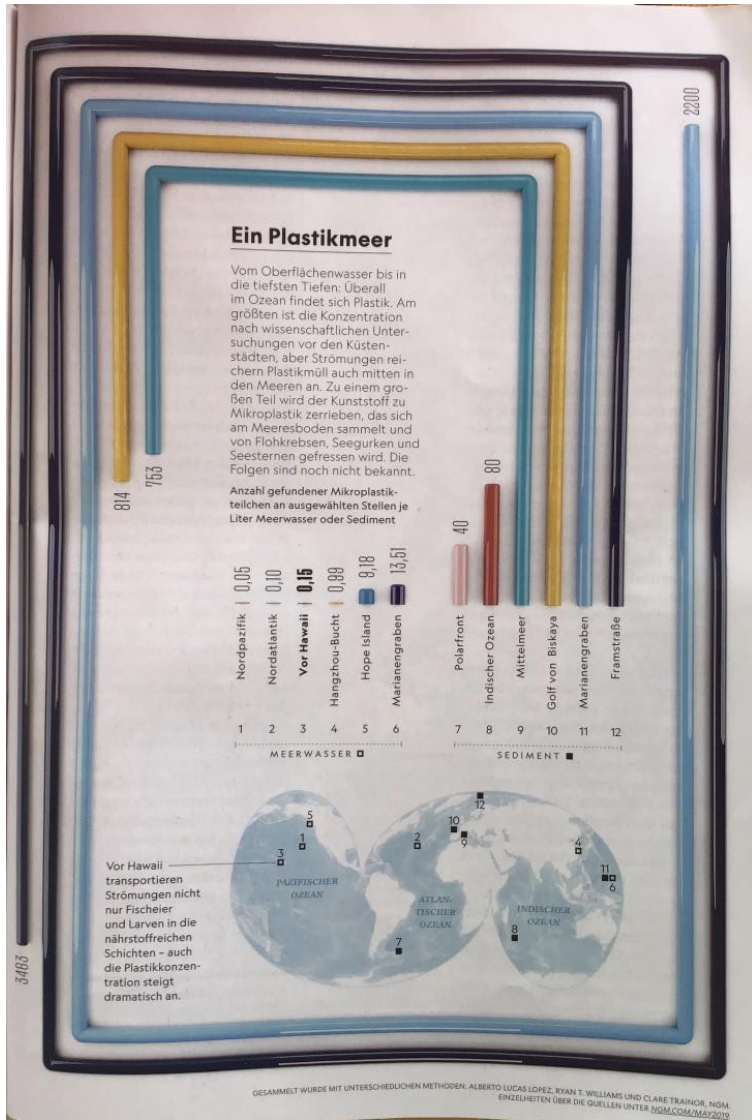 2200
Ein Plastikmeer
Vom Oberflächenwasser bis in
die tiefsten Tiefen: Überall
im Ozean findet sich Plastik. Am
größten ist die Konzentration
nach wissenschaftlichen Unter-
suchungen vor den Küsten-
städten, aber Strömungen rei-
chern Plastikmüll auch mitten in
den Meeren an. Zu einem gro-
ßen Teil wird der Kunststoff zu
Mikroplastik zerrieben, das sich
am Meeresboden sammelt und
von Flohkrebsen, Seegurken und
Seesternen gefressen wird. Die
Folgen sind noch nicht bekannt.
814
753
Anzahl gefundener Mikroplastik-
teilchen an ausgewählten Stellen je
Liter Meerwasser oder Sediment
Nordpazifik 0,05
Nordatlantik 0,10
Vor Hawaii 0,15
Hangzhou-Bucht 0,99
Hope Island 9,18
Marianengraben 13,51
Polarfront 40
Indischer Ozean 80
Mittelmeer
Golf von Biskaya
Marianengraben
Framstraße
1 2 3 4 5 6 7 8 9 10 11 12
MEERWASSER
SEDIMENT
12
5
10
1
2
9
4
3
11
6
PAZIFISCHER
OZEAN
ATLAN-
TISCHER
OZEAN
INDISCHER
OZEAN
8
7
Vor Hawaii
transportieren
Strömungen nicht
nur Fischeier
und Larven in die
nährstoffreichen
Schichten – auch
die Plastikkonzen-
tration steigt
dramatisch an.
3463
GESAMMELT WURDE MIT UNTERSCHIEDLICHEN METHODEN. ALBERTO LUCAS LOPEZ, RYAN T. WILLIAMS UND CLARE TRAINOR, NGM.
EINZELHEITEN ÜBER DIE QUELLEN UNTER NGM.COM/MAY2019